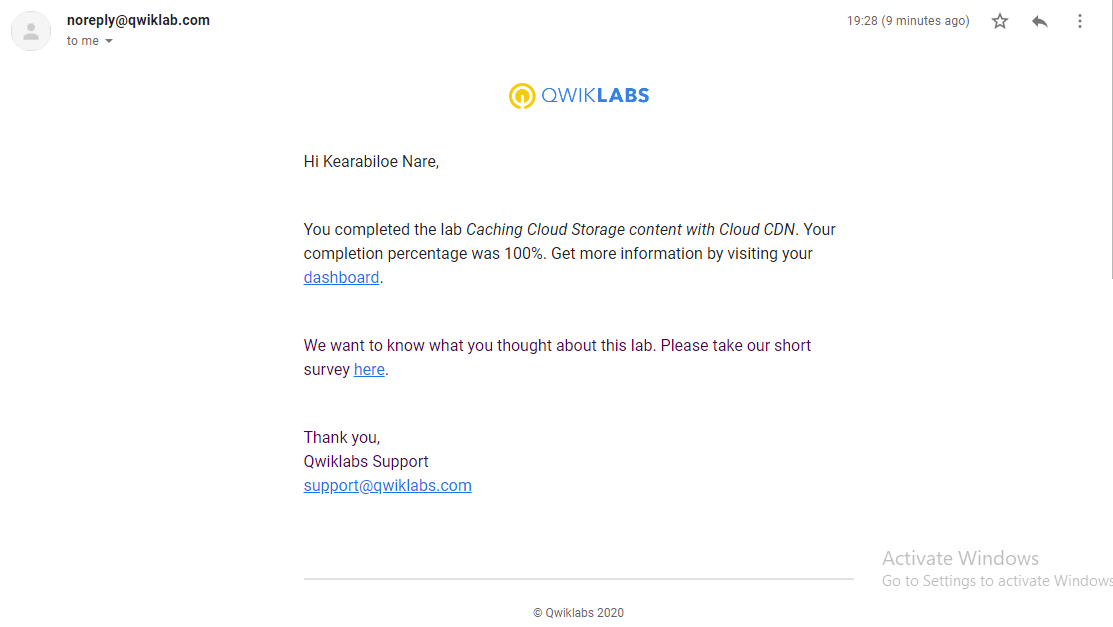 noreply@qwiklab.com
19:28 (9 minutes ago)
to me
QWIKLABS
Hi Kearabiloe Nare,
You completed the lab Caching Cloud Storage content with Cloud CDN. Your
completion percentage was 100%. Get more information by visiting your
dashboard.
We want to know what you thought about this lab. Please take our short
survey here.
Thank you,
Qwiklabs Support
support@qwiklabs.com
Activate Windows
Go to Settings to activate Windows
© Qwiklabs 2020